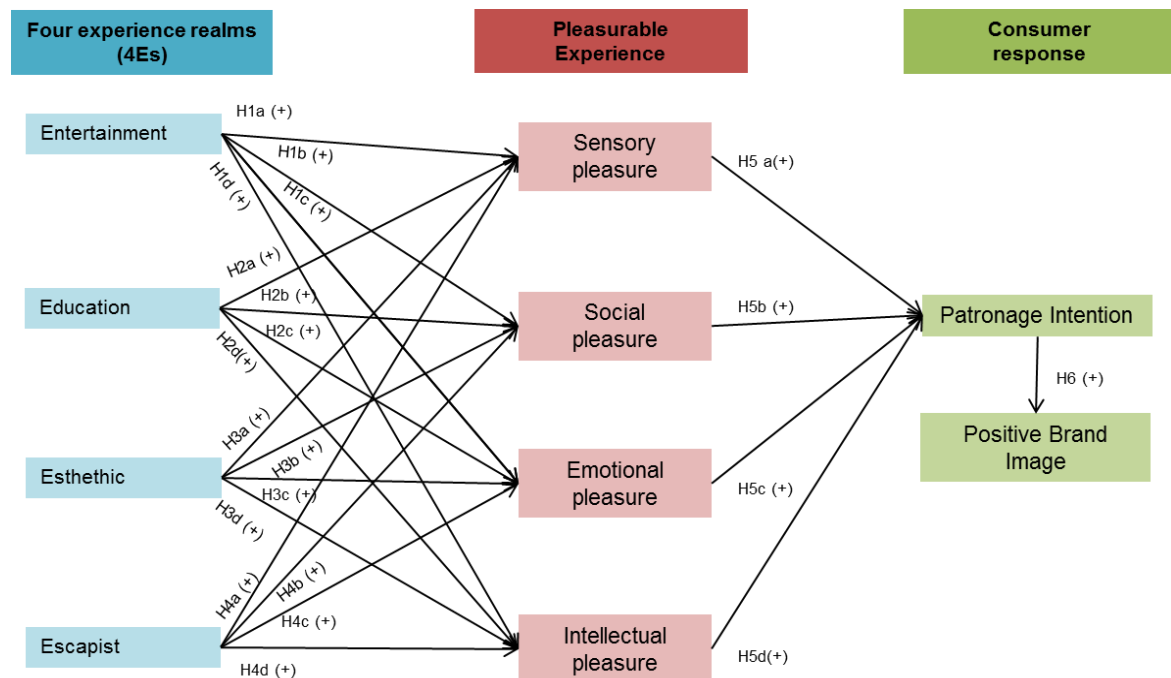 Four experience realms
(4Es)
Pleasurable
Experience
Consumer
response
Entertainment
H1a (+)
H1b (+)
H1c (+)
H1d (+)
Sensory
pleasure
H5 a(+)
H2a (+)
Education
H2b (+)
H2c (+)
H2d(+)
Social
pleasure
H5b (+)
Patronage Intention
H6 (+)
Positive Brand
Image
H3a (+)
Esthethic
H3b (+)
H3c (+)
H3d (+)
Emotional
pleasure
H5c (+)
H4a (+)
H4b (+)
H4c (+)
Escapist
H4d (+)
Intellectual
pleasure
H5d(+)